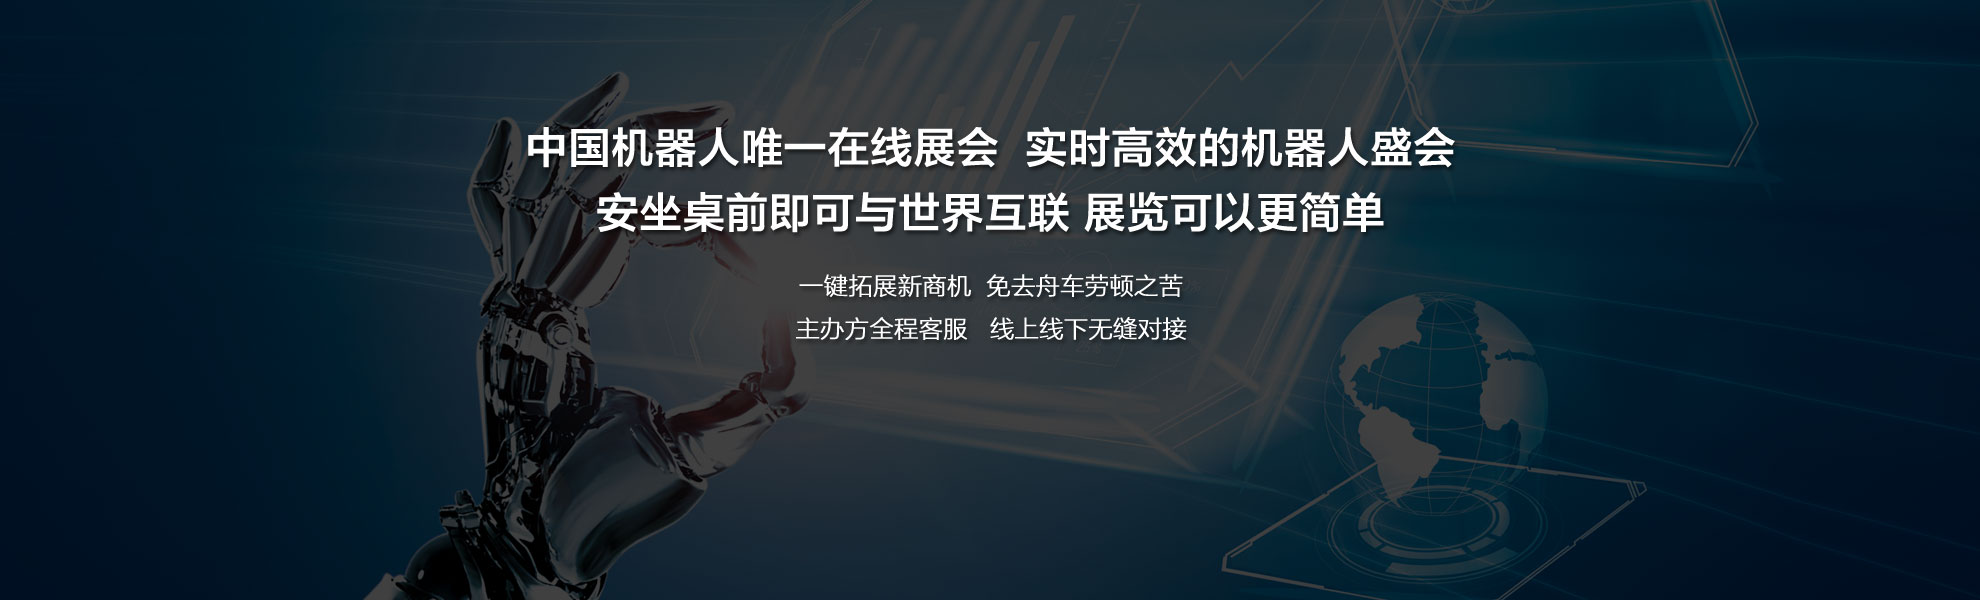 中国机器人唯一在线展会 实时高效的机器人盛会
安坐桌前即可与世界互联 展览可以更简单
一键拓展新商机 免去舟车劳顿之苦
主办方全程客服 线上线下无缝对接